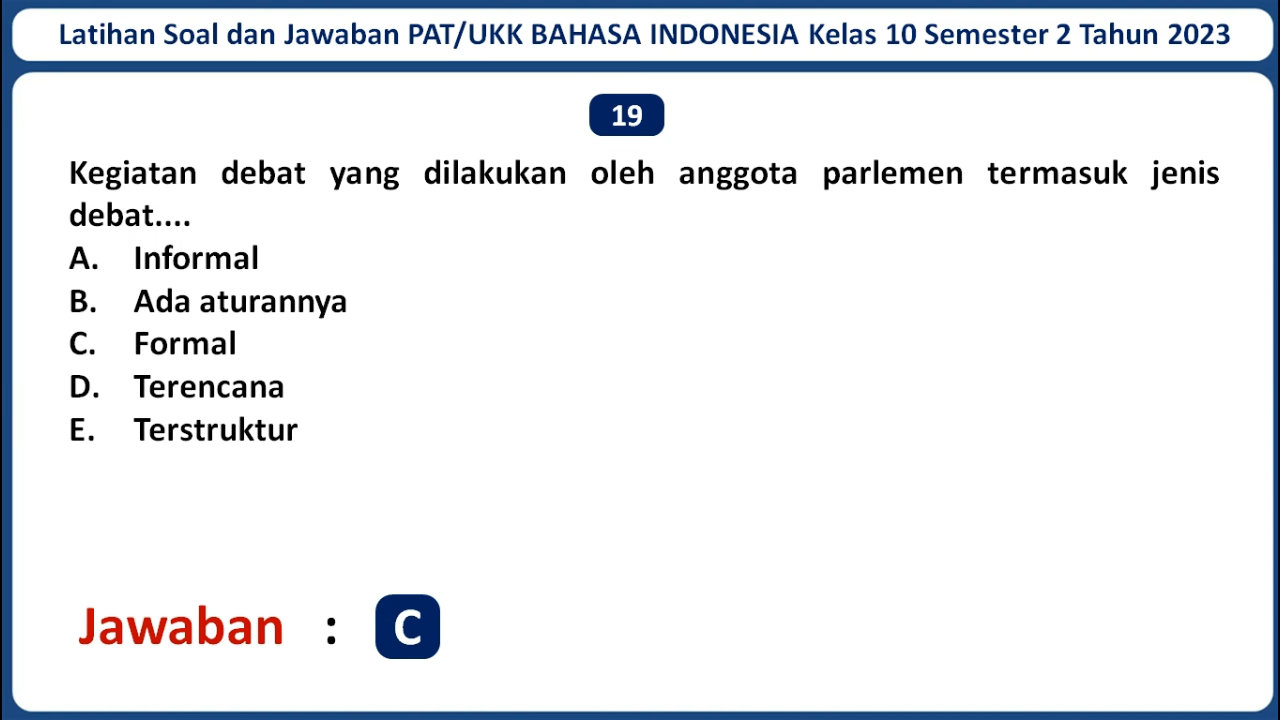 Latihan Soal dan Jawaban PAT/UKK BAHASA INDONESIA Kelas 10 Semester 2 Tahun 2023
19
Kegiatan debat yang dilakukan oleh anggota parlemen termasuk jenis
debat....
A. Informal
B. Ada aturannya
C. Formal
D. Terencana
E. Terstruktur
Jawaban : C